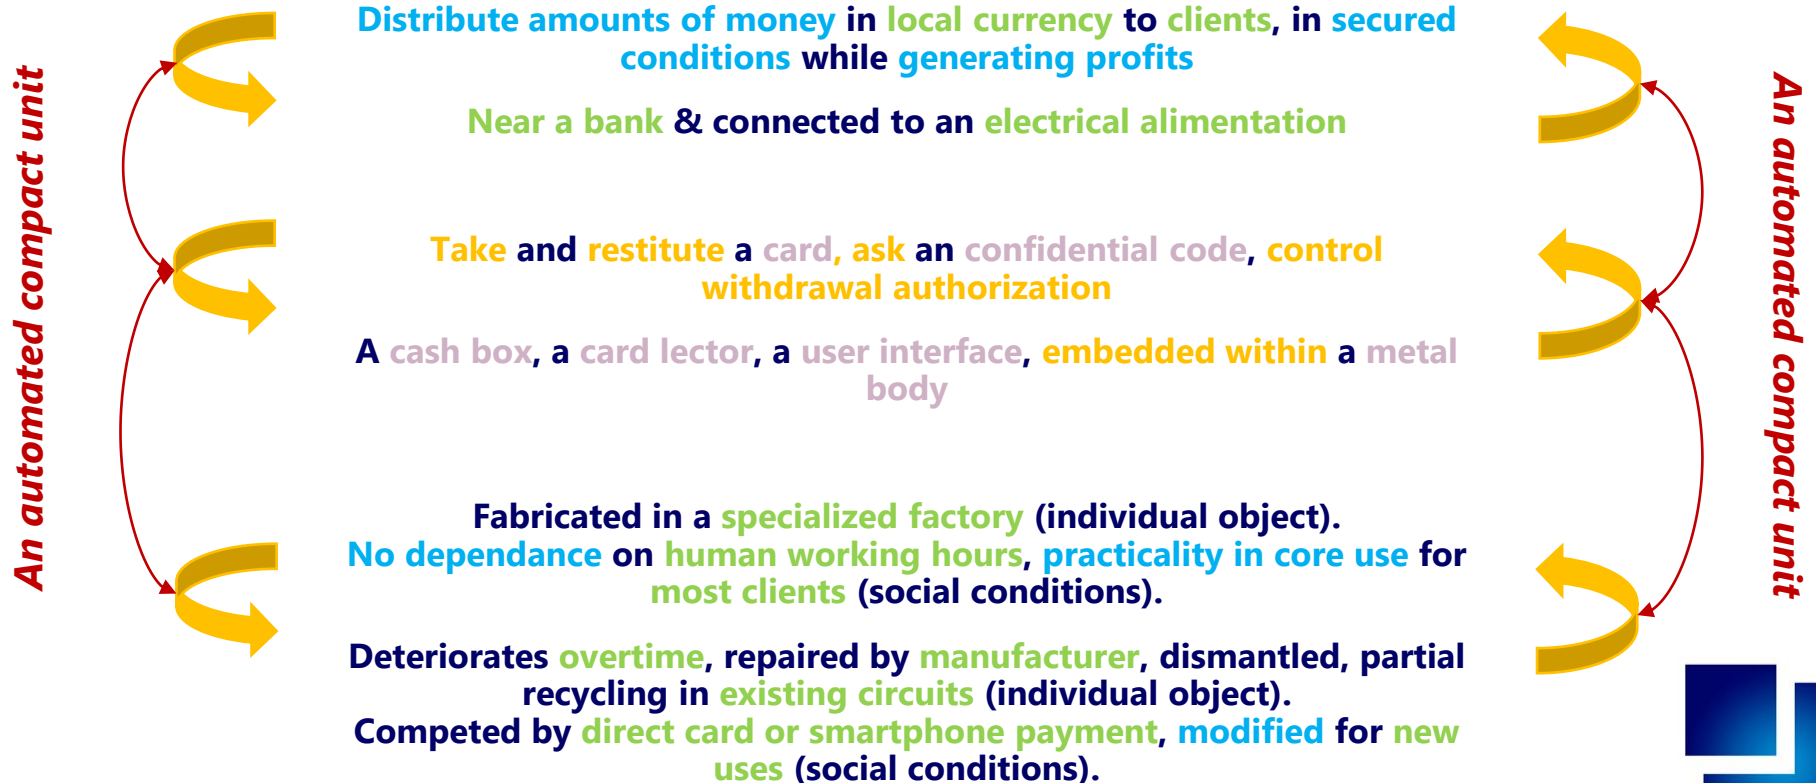 An automated compact unit
Distribute amounts of money in local currency to clients, in secured
conditions while generating profits
Near a bank & connected to an electrical alimentation
Take and restitute a card, ask an confidential code, control
withdrawal authorization
A cash box, a card lector, a user interface, embedded within a metal
body
Fabricated in a specialized factory (individual object).
No dependance on human working hours, practicality in core use for
most clients (social conditions).
Deteriorates overtime, repaired by manufacturer, dismantled, partial
recycling in existing circuits (individual object).
Competed by direct card or smartphone payment, modified for new
uses (social conditions).
An automated compact unit